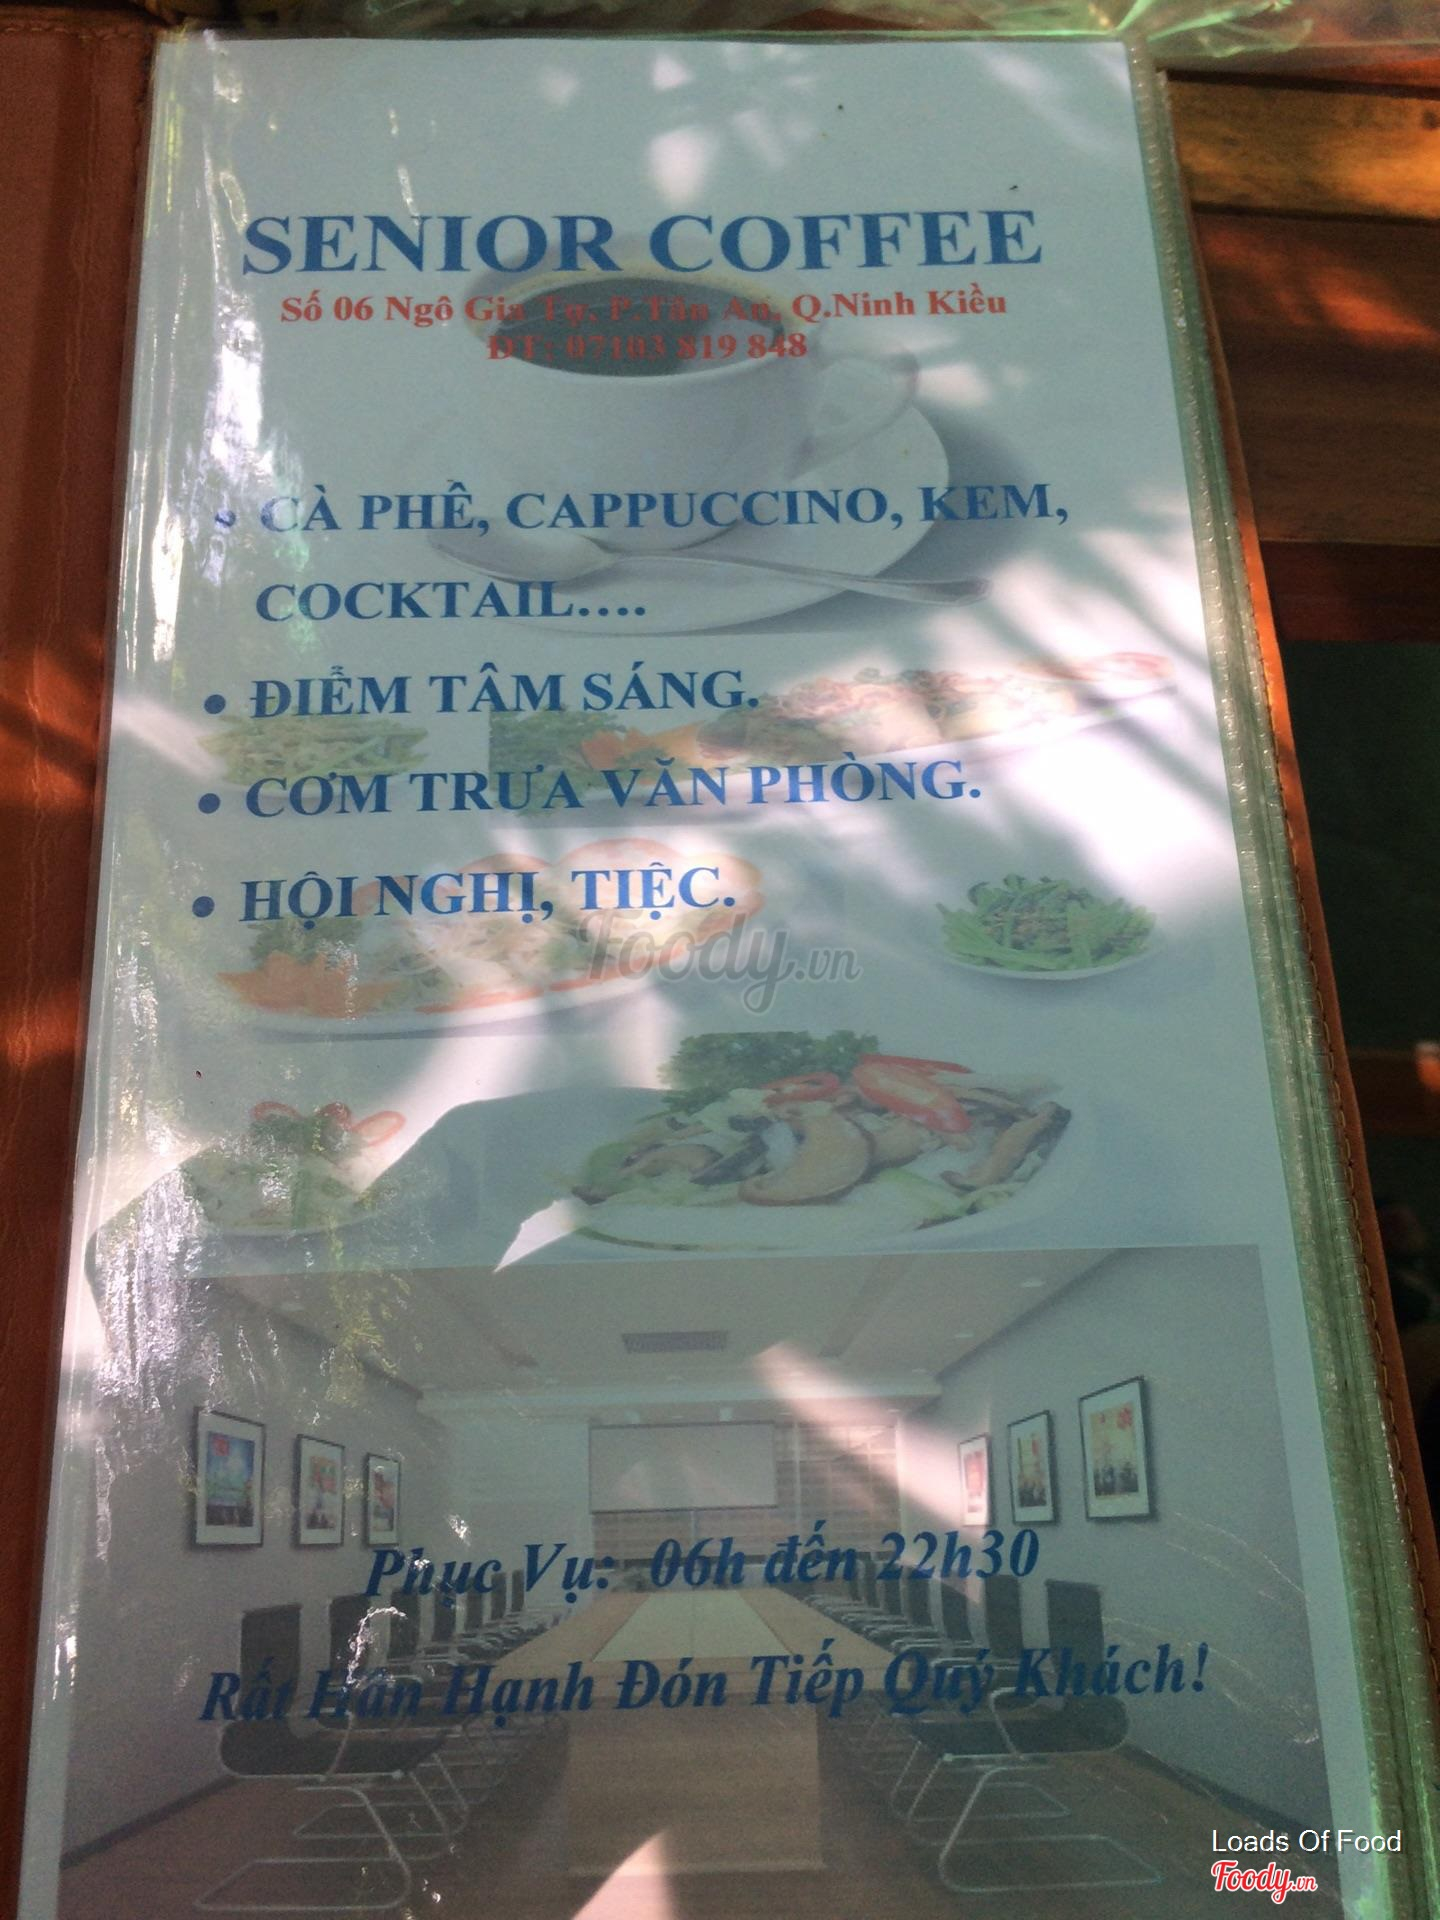 SENIOR COFFEE
Số 06 Ngô Gia Tự, P.Tân An, Q.Ninh Kiều
ĐT: 07103 819 848
• CÀ PHÊ, CAPPUCCINO, KEM,
COCKTAIL....
• ĐIỂM TÂM SÁNG.
• CƠM TRƯA VĂN PHÒNG.
• HỘI NGHỊ, TIỆC.
Foody.vn
Phục Vụ: 06h đến 22h30
Rất Hân Hạnh Đón Tiếp Quý Khách!
Loads Of Food
Foody.vn